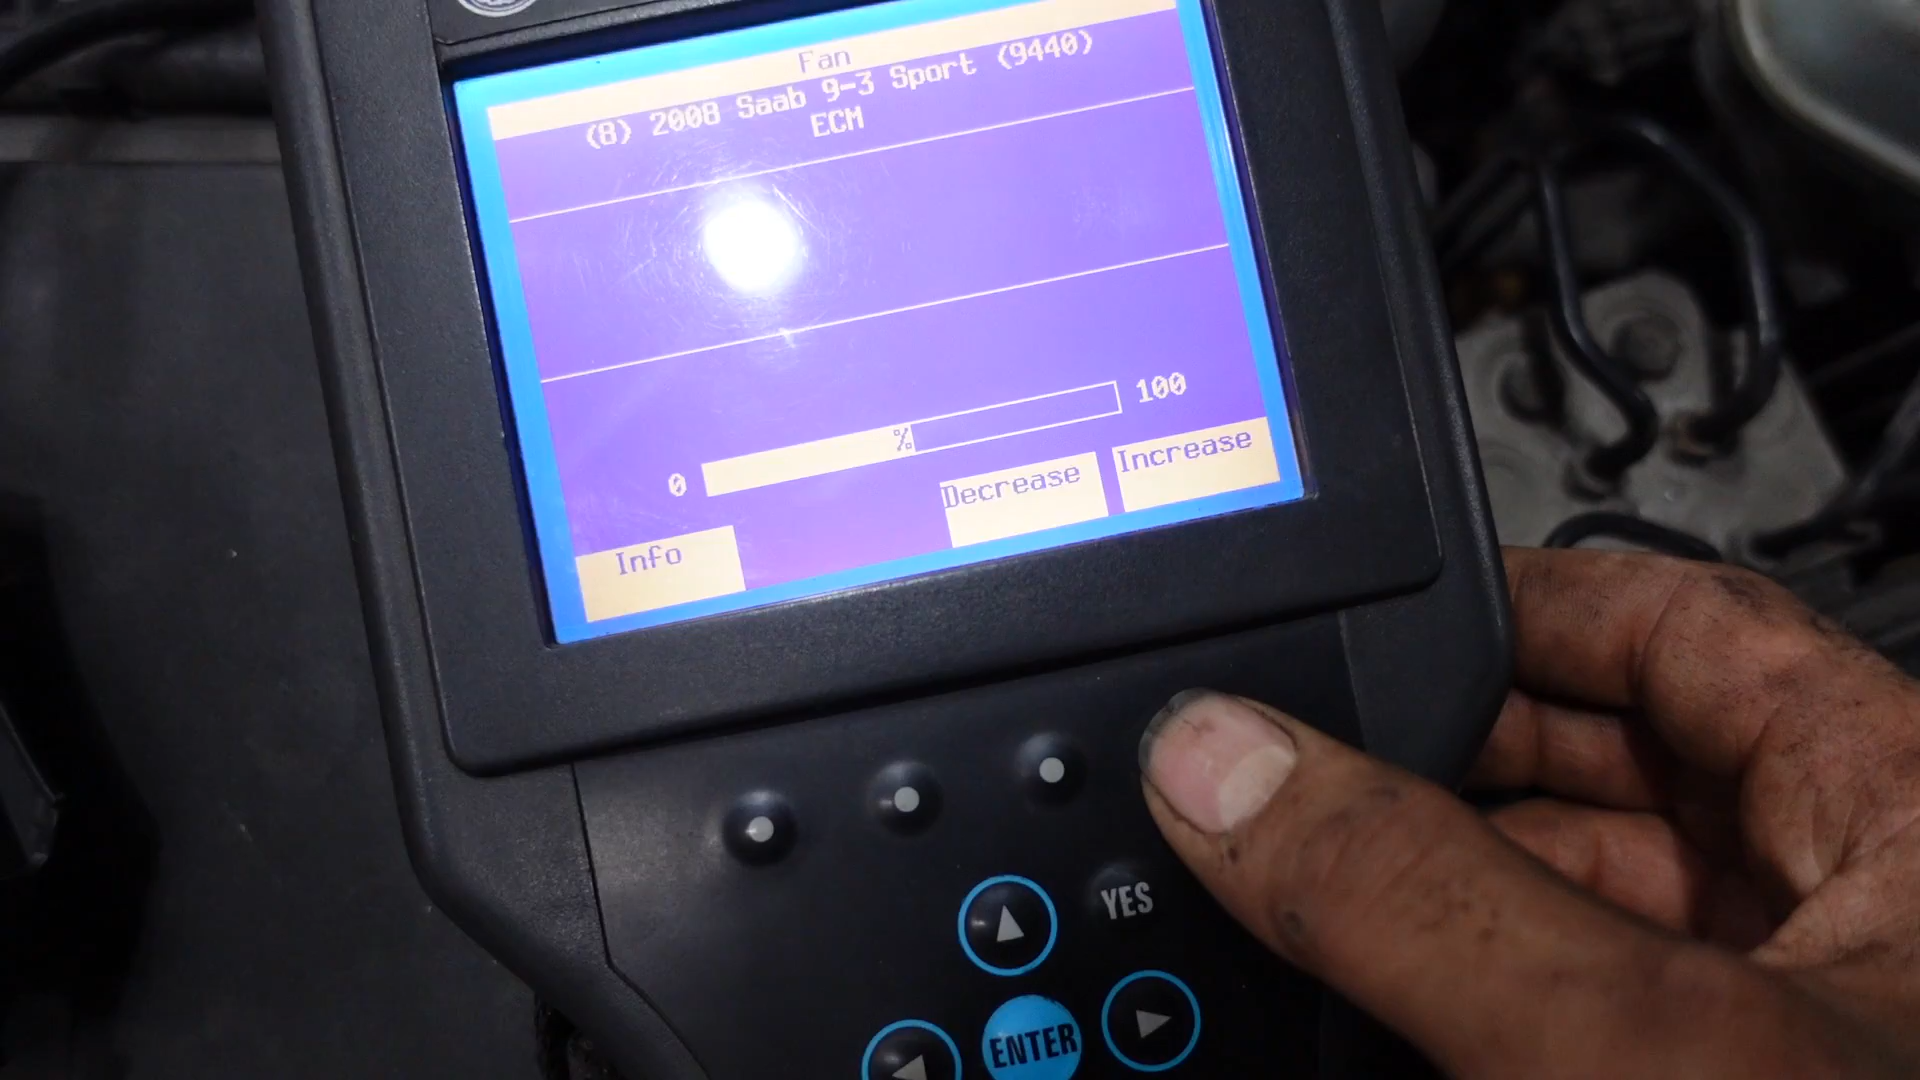 Fan
(8) 2008 Saab 9-3 Sport (9440)
ECM
0 % 100
Info Decrease Increase
YES
ENTER